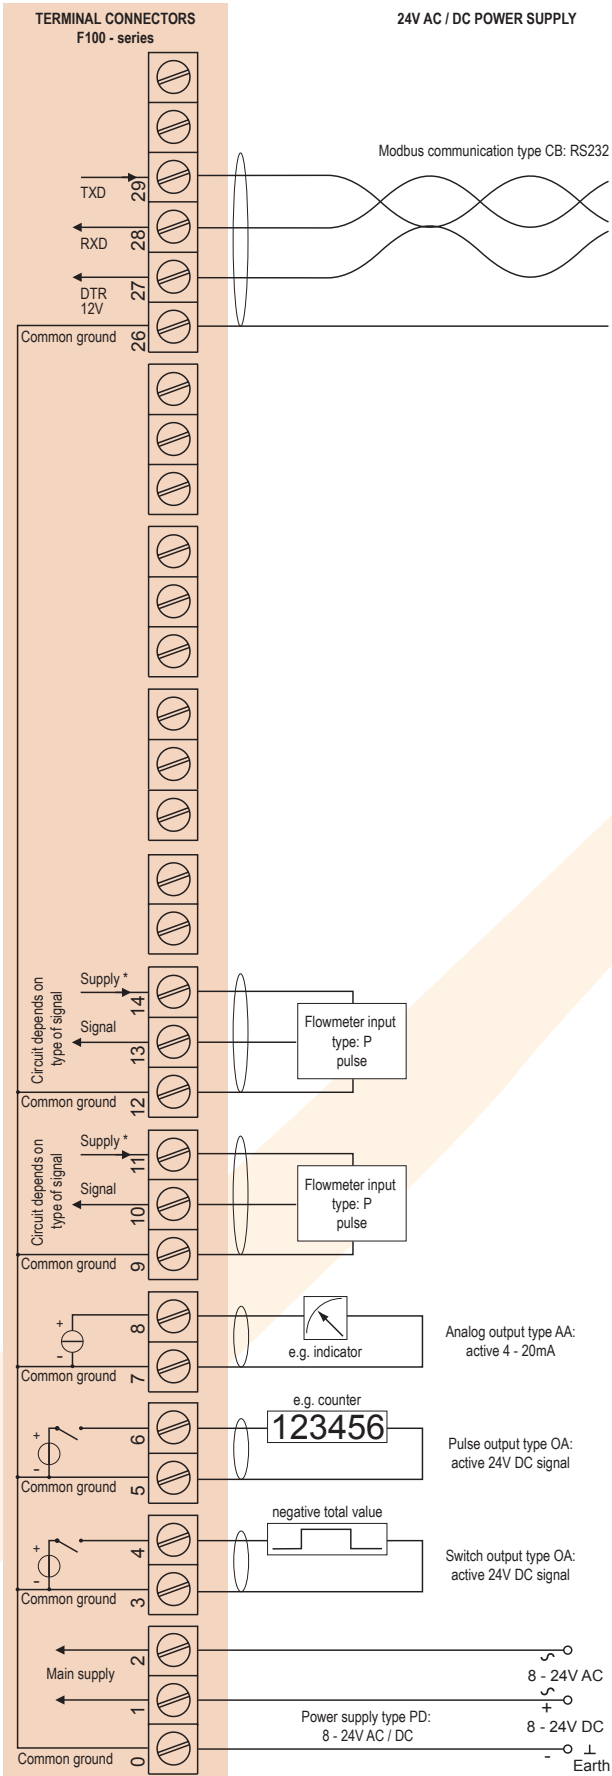 TERMINAL CONNECTORS
F100 - series
24V AC / DC POWER SUPPLY
Modbus communication type CB: RS232
TXD
29
RXD
28
DTR
12V
27
Common ground
26
Circuit depends on
type of signal
Supply *
14
Signal
13
Common ground
12
Flowmeter input
type: P
pulse
Circuit depends on
type of signal
Supply *
11
Signal
10
Common ground
9
Flowmeter input
type: P
pulse
+
8
-
Common ground
7
e.g. indicator
Analog output type AA:
active 4 - 20mA
+
6
-
Common ground
5
e.g. counter
123456
Pulse output type OA:
active 24V DC signal
+
4
-
Common ground
3
negative total value
Switch output type OA:
active 24V DC signal
2
Main supply
1
Common ground
0
Power supply type PD:
8 - 24V AC / DC
∼
8 - 24V AC
∼
+
8 - 24V DC
- ⊥
Earth